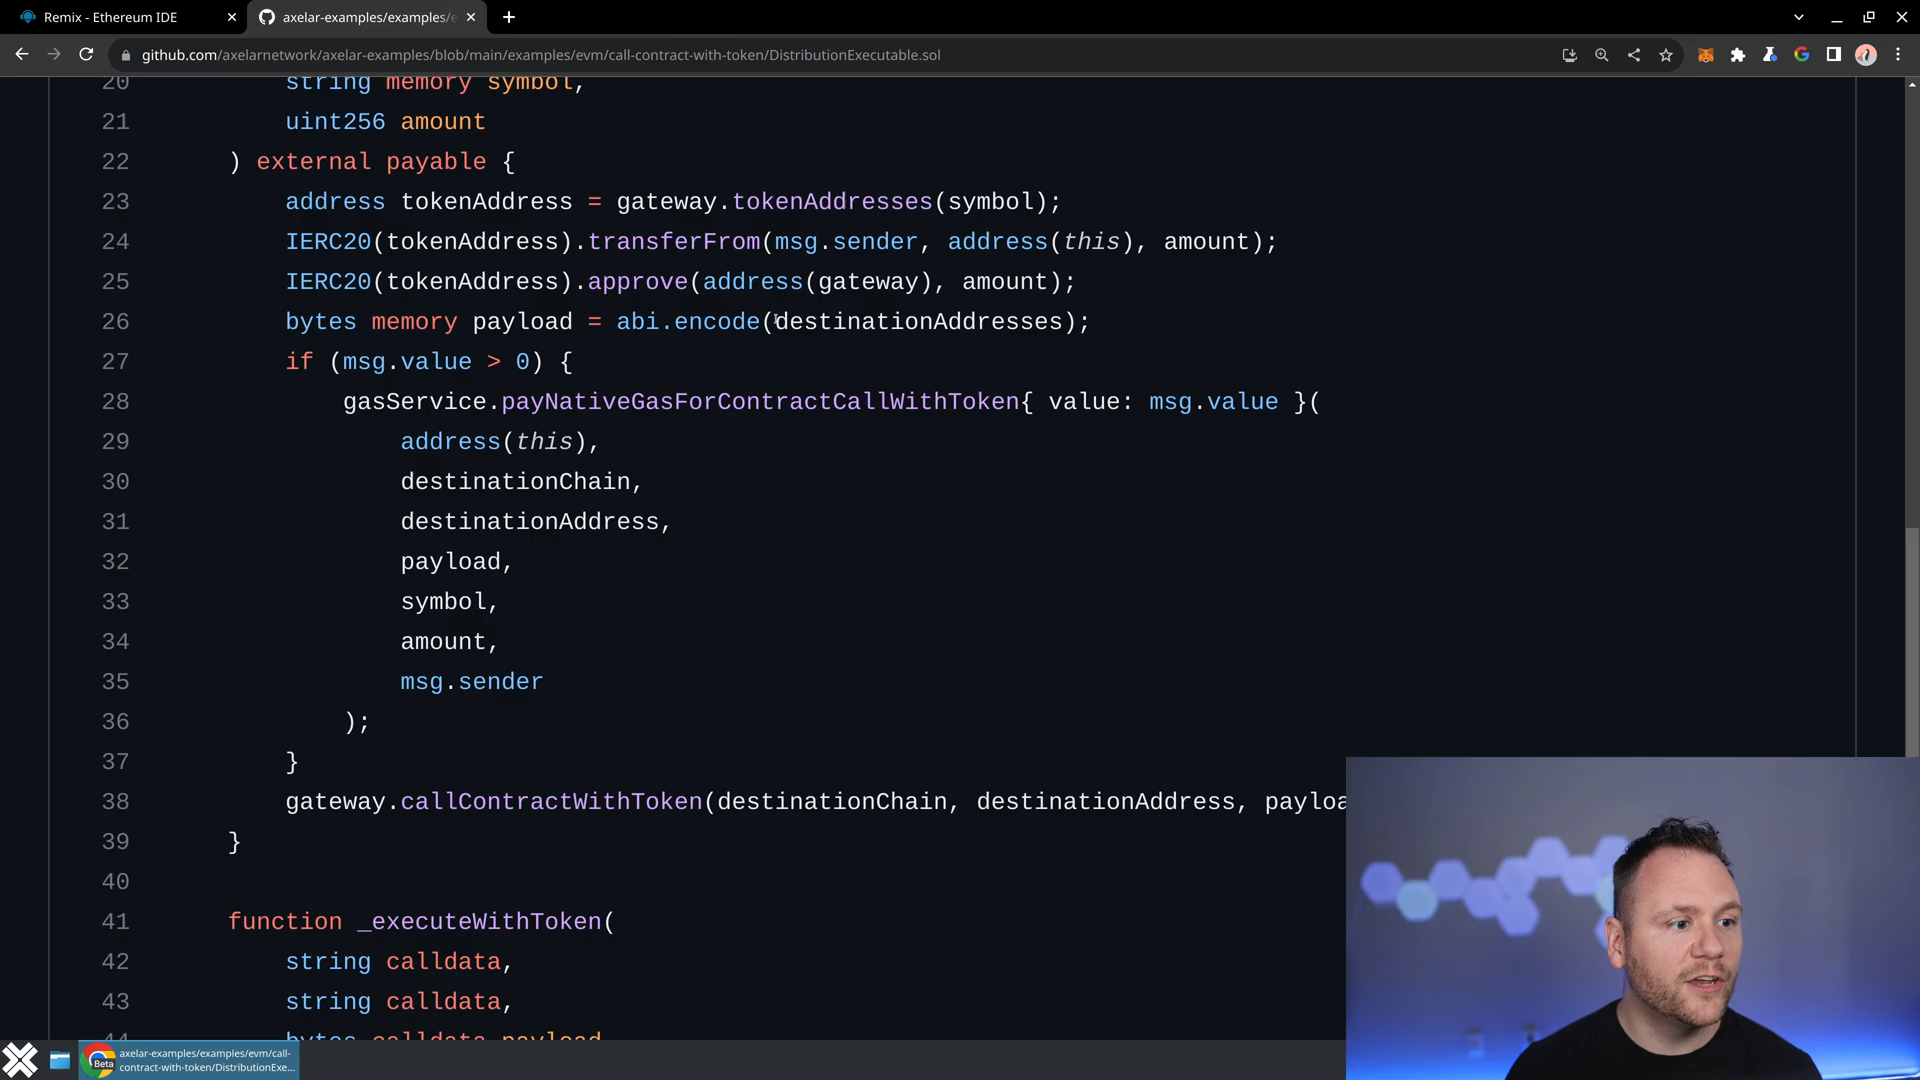 Remix - Ethereum IDE
axelar-examples/examples/e
github.com/axelarnetwork/axelar-examples/blob/main/examples/evm/call-contract-with-token/DistributionExecutable.sol
20 string memory symbol,
21 uint256 amount
22 ) external payable {
23 address tokenAddress = gateway.tokenAddresses(symbol);
24 IERC20(tokenAddress).transferFrom(msg.sender, address(this), amount);
25 IERC20(tokenAddress).approve(address(gateway), amount);
26 bytes memory payload = abi.encode(destinationAddresses);
27 if (msg.value > 0) {
28 gasService.payNativeGasForContractCallWithToken{ value: msg.value }(
29 address(this),
30 destinationChain,
31 destinationAddress,
32 payload,
33 symbol,
34 amount,
35 msg.sender
36 );
37 }
38 gateway.callContractWithToken(destinationChain, destinationAddress, payloa
39 }
40
41 function _executeWithToken(
42 string calldata,
43 string calldata,
44 bytes calldata payload
Beta
axelar-examples/examples/evm/call-
contract-with-token/DistributionExe...